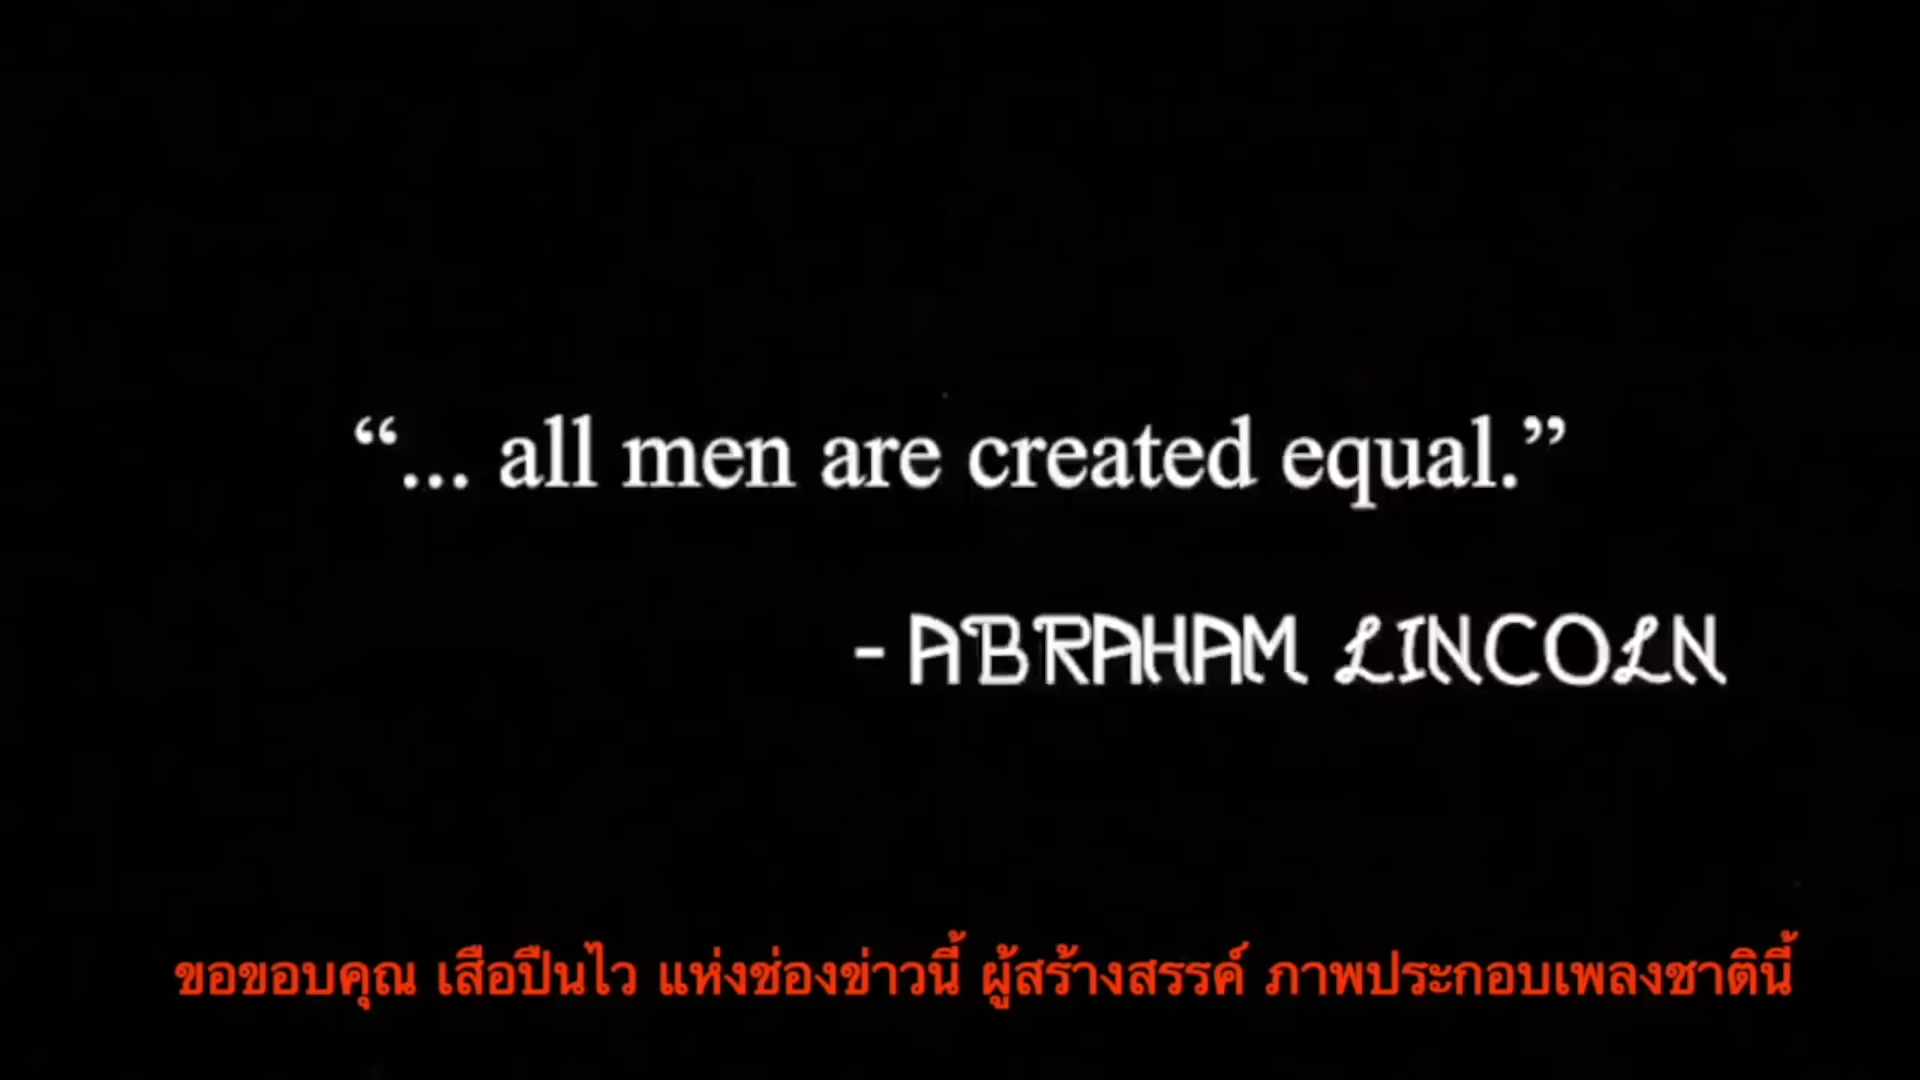 “... all men are created equal.”
- ABRAHAM LINCOLN
ขอขอบคุณ เสือปืนไว แห่งช่องข่าวนี้ ผู้สร้างสรรค์ ภาพประกอบเพลงชาตินี้